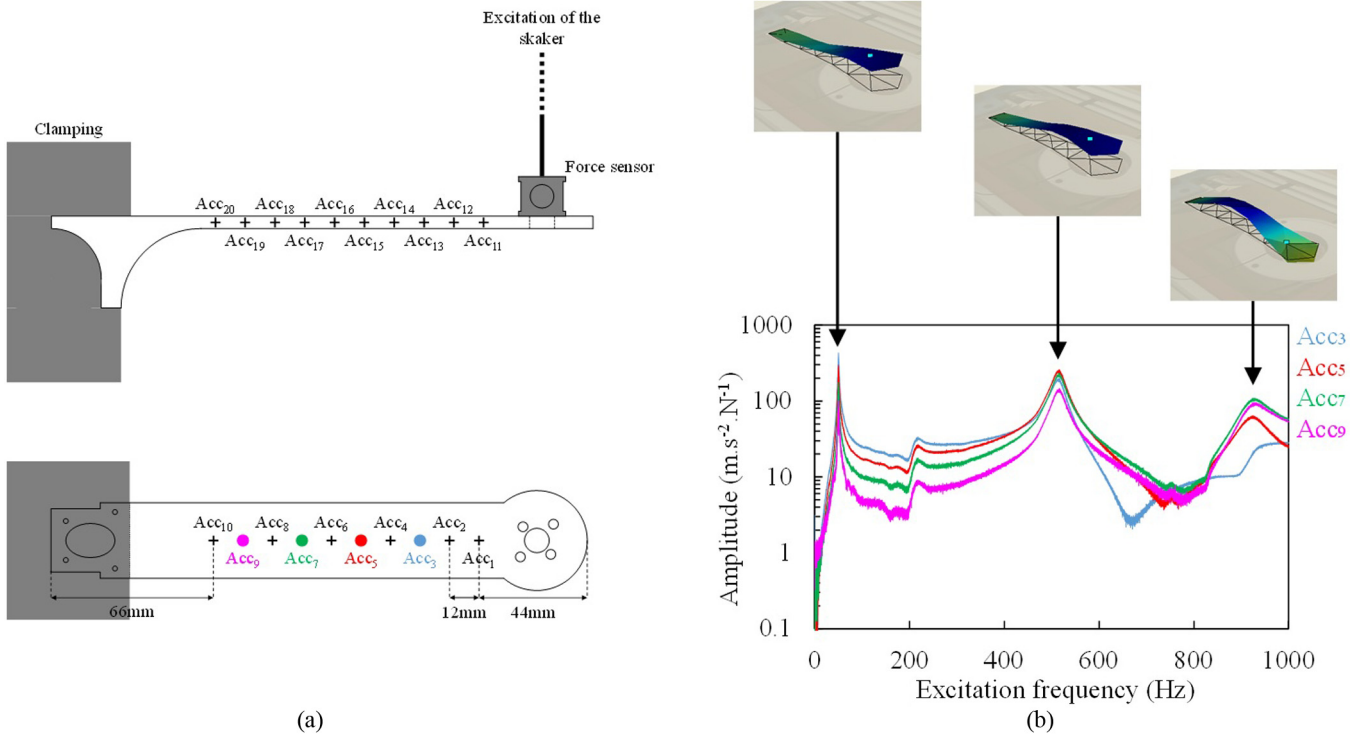 Excitation of the
skaker
Clamping
Force sensor
Acc20 Acc18 Acc16 Acc14 Acc12
Acc19 Acc17 Acc15 Acc13 Acc11
Acc10 Acc8 Acc6 Acc4 Acc2
Acc9 Acc7 Acc5 Acc3 Acc1
66mm 12mm 44mm
(a)
1000
100
10
1
0.1
Amplitude (m.s-2.N-1)
0 200 400 600 800 1000
Excitation frequency (Hz)
Acc3
Acc5
Acc7
Acc9
(b)